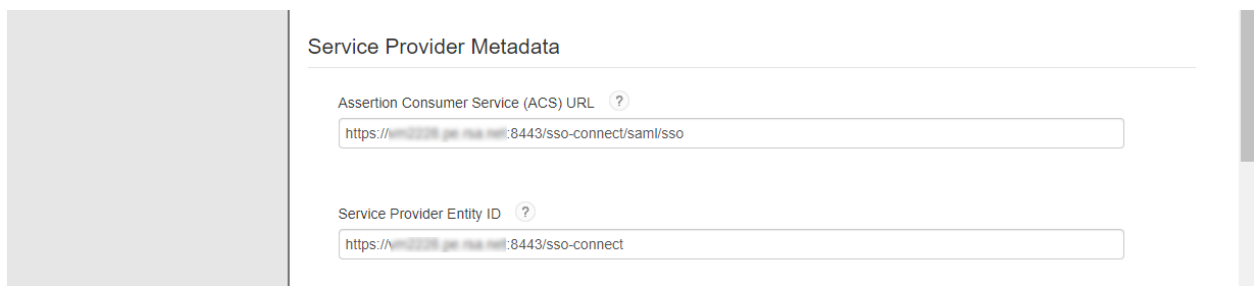 Service Provider Metadata
Assertion Consumer Service (ACS) URL ?
https:// :8443/sso-connect/saml/sso
Service Provider Entity ID ?
https:// :8443/sso-connect